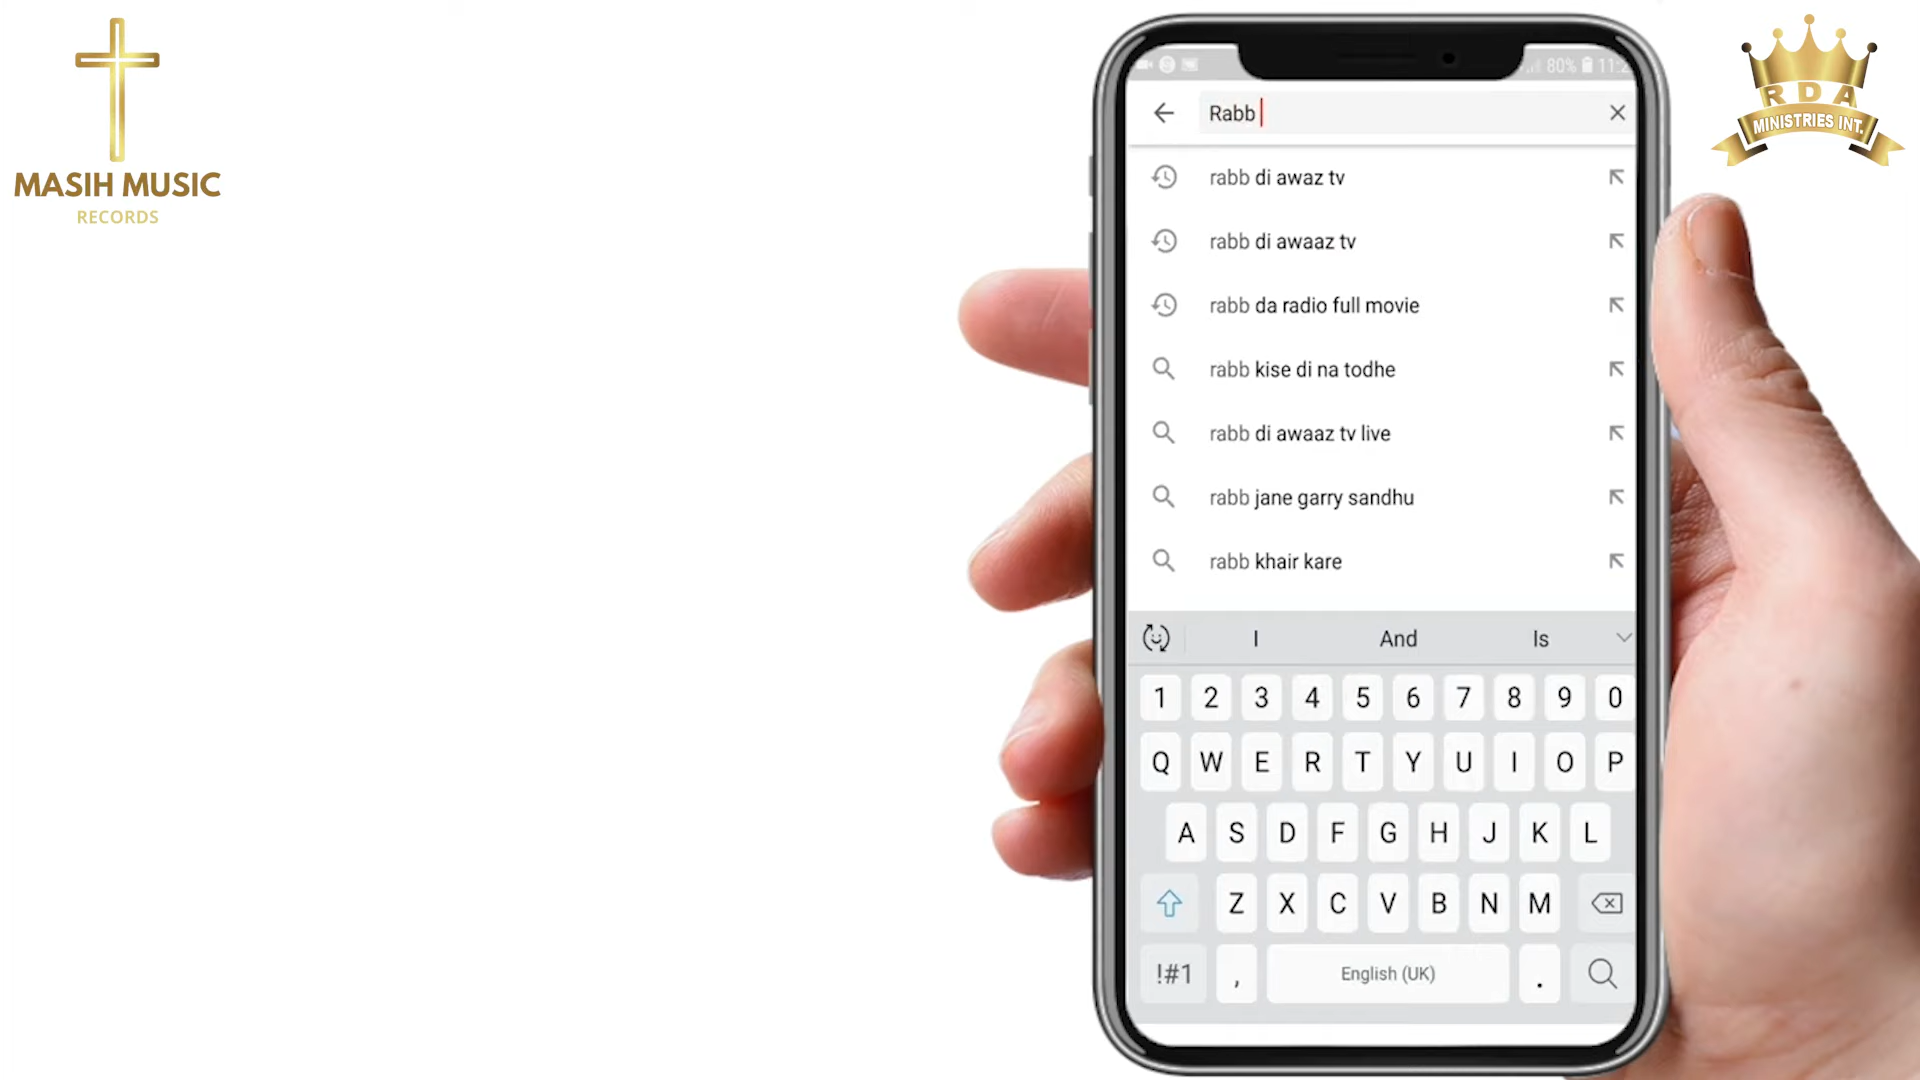 MASIH MUSIC
RECORDS
RDA
MINISTRIES INT.
80%
Rabb
rabb di awaz tv
rabb di awaaz tv
rabb da radio full movie
rabb kise di na todhe
rabb di awaaz tv live
rabb jane garry sandhu
rabb khair kare
I And Is
1 2 3 4 5 6 7 8 9 0
Q W E R T Y U I O P
A S D F G H J K L
Z X C V B N M
!#1 , English (UK) .